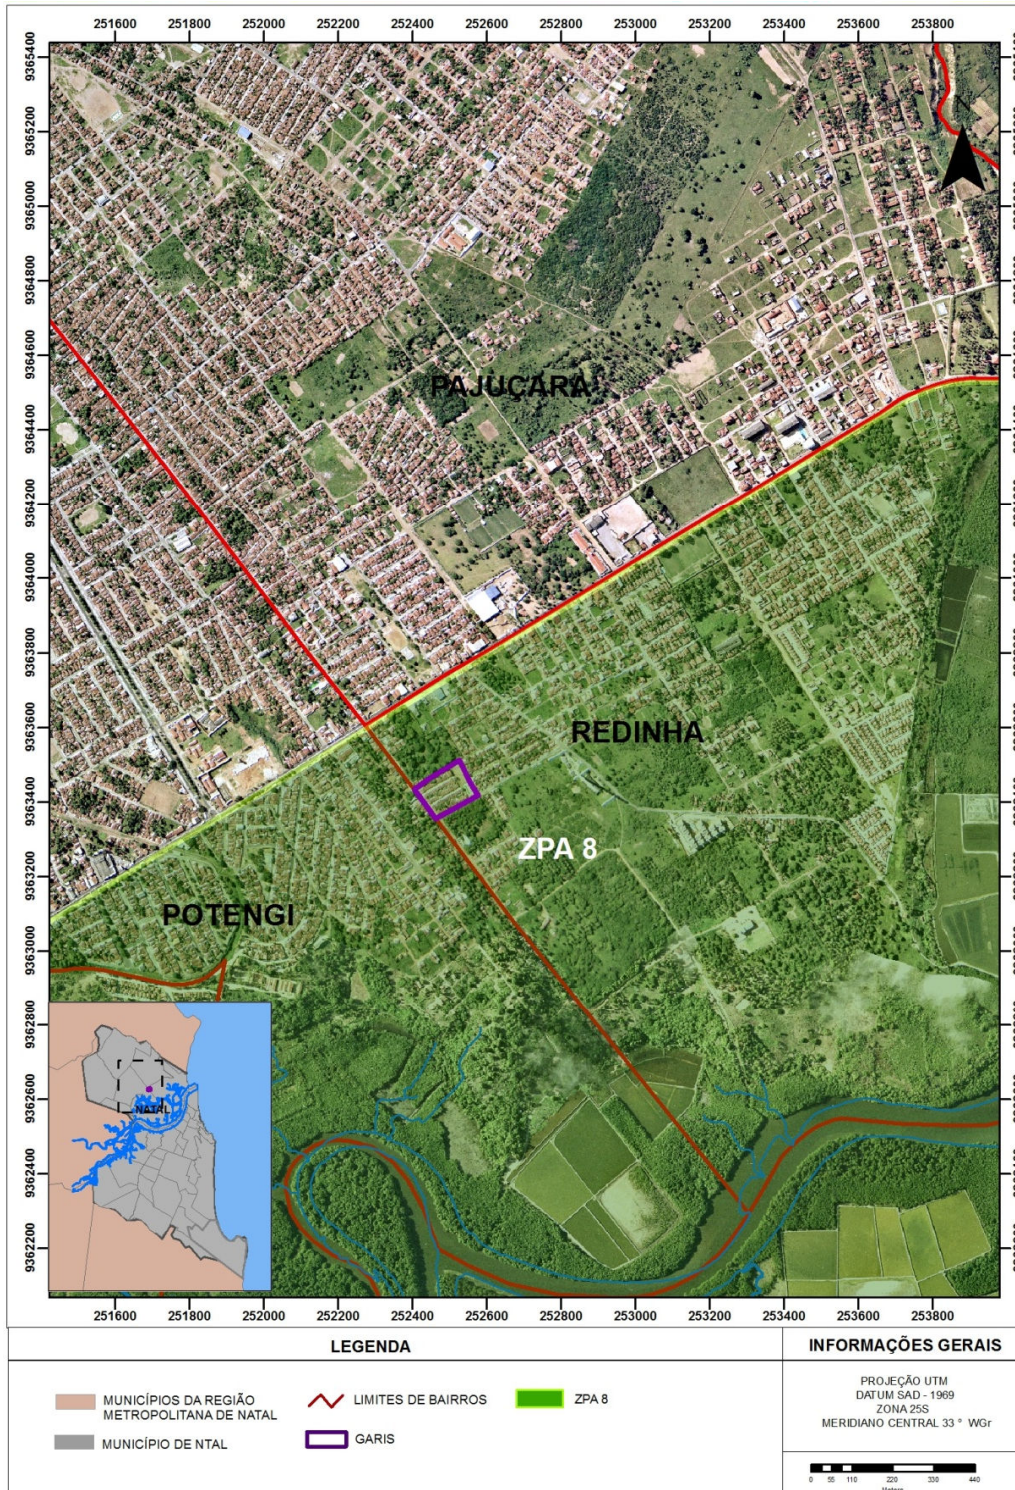 251600 251800 252000 252200 252400 252600 252800 253000 253200 253400 253600 253800
9365400
9365200
9365000
9364800
9364600
9364400
9364200
9364000
9363800
9363600
9363400
9363200
9363000
9362800
9362600
9362400
9362200
N
PAJUÇARA
REDINHA
ZPA 8
POTENGI
NATAL
251600 251800 252000 252200 252400 252600 252800 253000 253200 253400 253600 253800
LEGENDA
MUNICÍPIOS DA REGIÃO
METROPOLITANA DE NATAL
LIMITES DE BAIRROS
ZPA 8
MUNICÍPIO DE NTAL
GARIS
INFORMAÇÕES GERAIS
PROJEÇÃO UTM
DATUM SAD - 1969
ZONA 25S
MERIDIANO CENTRAL 33 ° WGr
0 55 110 220 330 440